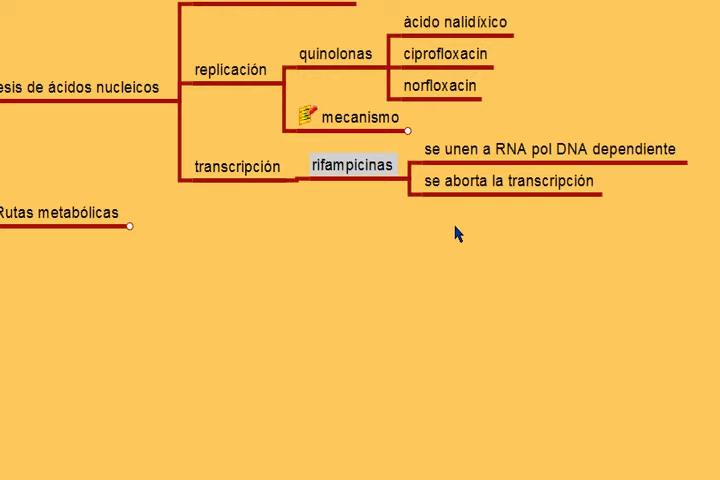 àcido nalidíxico
quinolonas
ciprofloxacin
replicación
norfloxacin
esis de ácidos nucleicos
mecanismo
se unen a RNA pol DNA dependiente
transcripción
rifampicinas
se aborta la transcripción
Rutas metabólicas